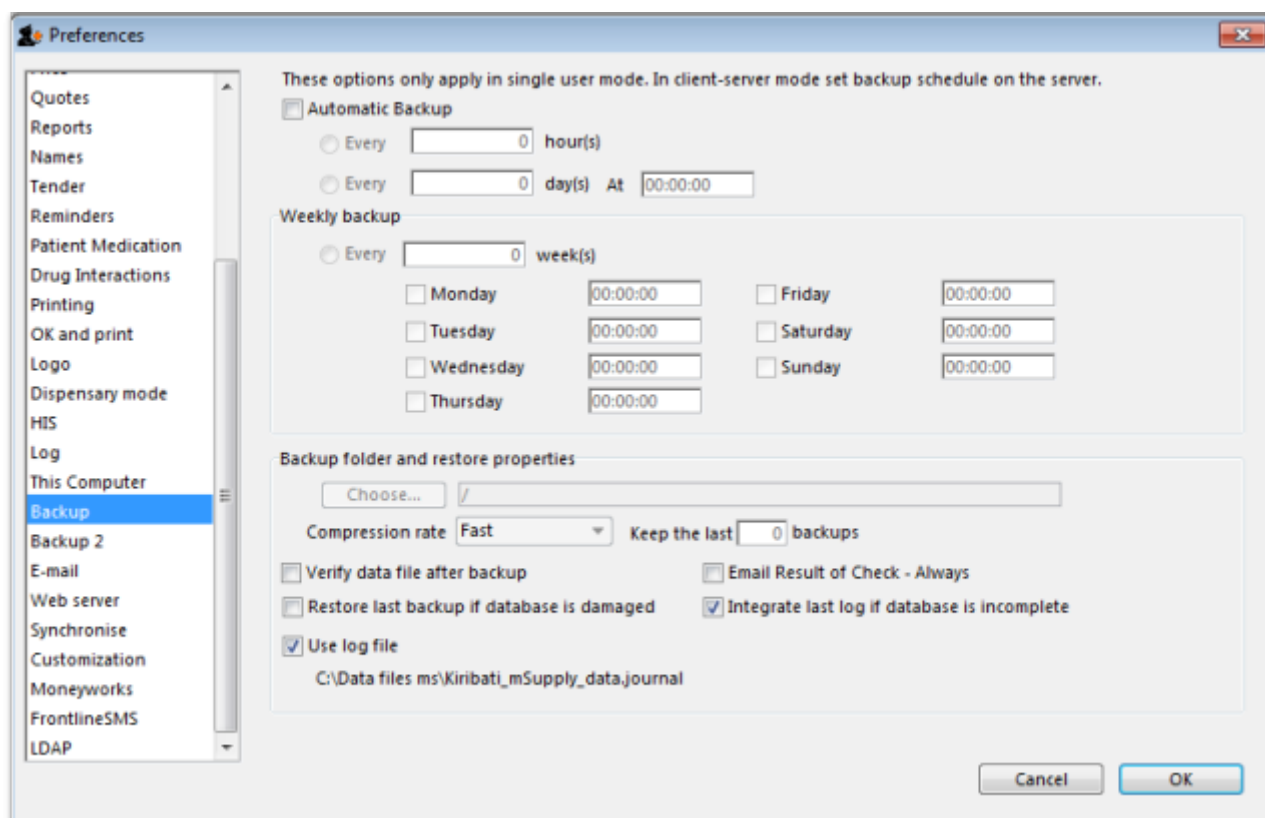 Preferences
Quotes
Reports
Names
Tender
Reminders
Patient Medication
Drug Interactions
Printing
OK and print
Logo
Dispensary mode
HIS
Log
This Computer
Backup
Backup 2
E-mail
Web server
Synchronise
Customization
Moneyworks
FrontlineSMS
LDAP
These options only apply in single user mode. In client-server mode set backup schedule on the server.
Automatic Backup
Every 0 hour(s)
Every 0 day(s) At 00:00:00
Weekly backup
Every 0 week(s)
Monday 00:00:00 Friday 00:00:00
Tuesday 00:00:00 Saturday 00:00:00
Wednesday 00:00:00 Sunday 00:00:00
Thursday 00:00:00
Backup folder and restore properties
Choose... /
Compression rate Fast Keep the last 0 backups
Verify data file after backup Email Result of Check - Always
Restore last backup if database is damaged Integrate last log if database is incomplete
Use log file
C:\Data files ms\Kiribati_mSupply_data.journal
Cancel OK